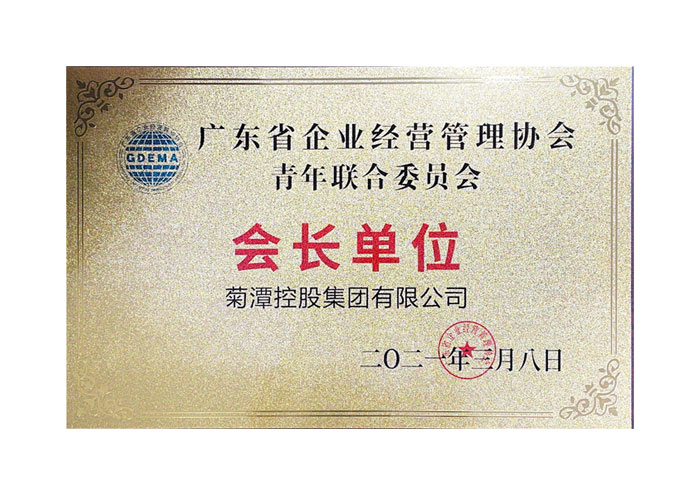 GDEMA
广东省企业经营管理协会
青年联合委员会
会长单位
菊潭控股集团有限公司
二〇二一年三月八日